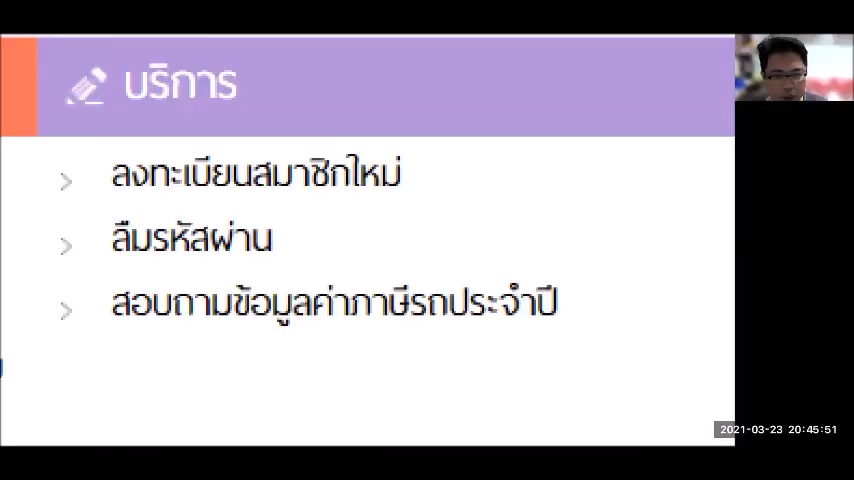 บริการ
ลงทะเบียนสมาชิกใหม่
ลืมรหัสผ่าน
สอบถามข้อมูลค่าภาษีรถประจำปี
2021-03-23 20:45:51